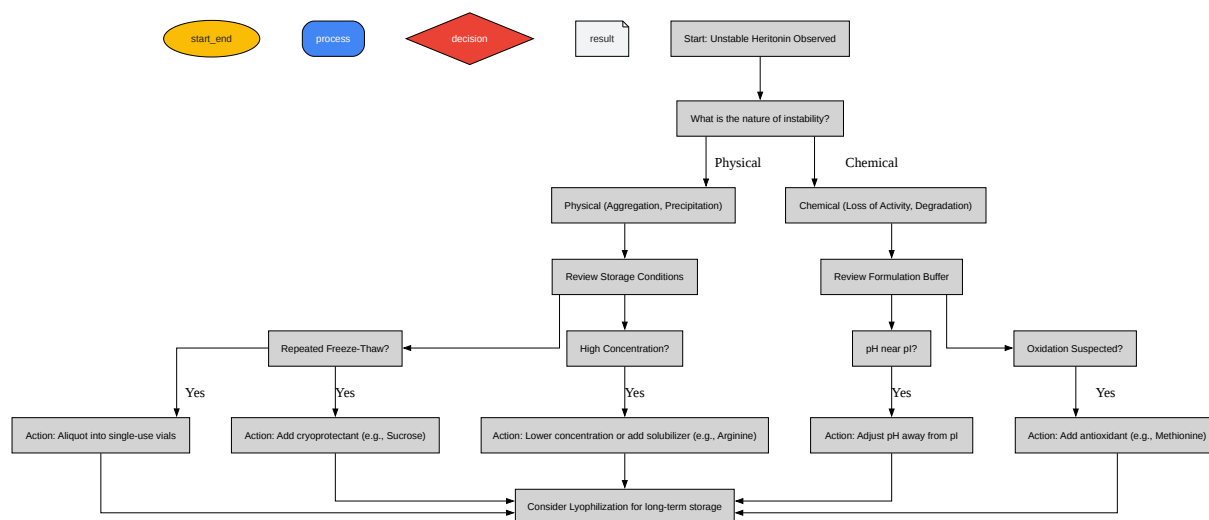 start_end
process
decision
result
Start: Unstable Heritonin Observed
What is the nature of instability?
Physical
Chemical
Physical (Aggregation, Precipitation)
Chemical (Loss of Activity, Degradation)
Review Storage Conditions
Review Formulation Buffer
Repeated Freeze-Thaw?
High Concentration?
pH near pI?
Oxidation Suspected?
Yes
Yes
Yes
Yes
Yes
Action: Aliquot into single-use vials
Action: Add cryoprotectant (e.g., Sucrose)
Action: Lower concentration or add solubilizer (e.g., Arginine)
Action: Adjust pH away from pI
Action: Add antioxidant (e.g., Methionine)
Consider Lyophilization for long-term storage